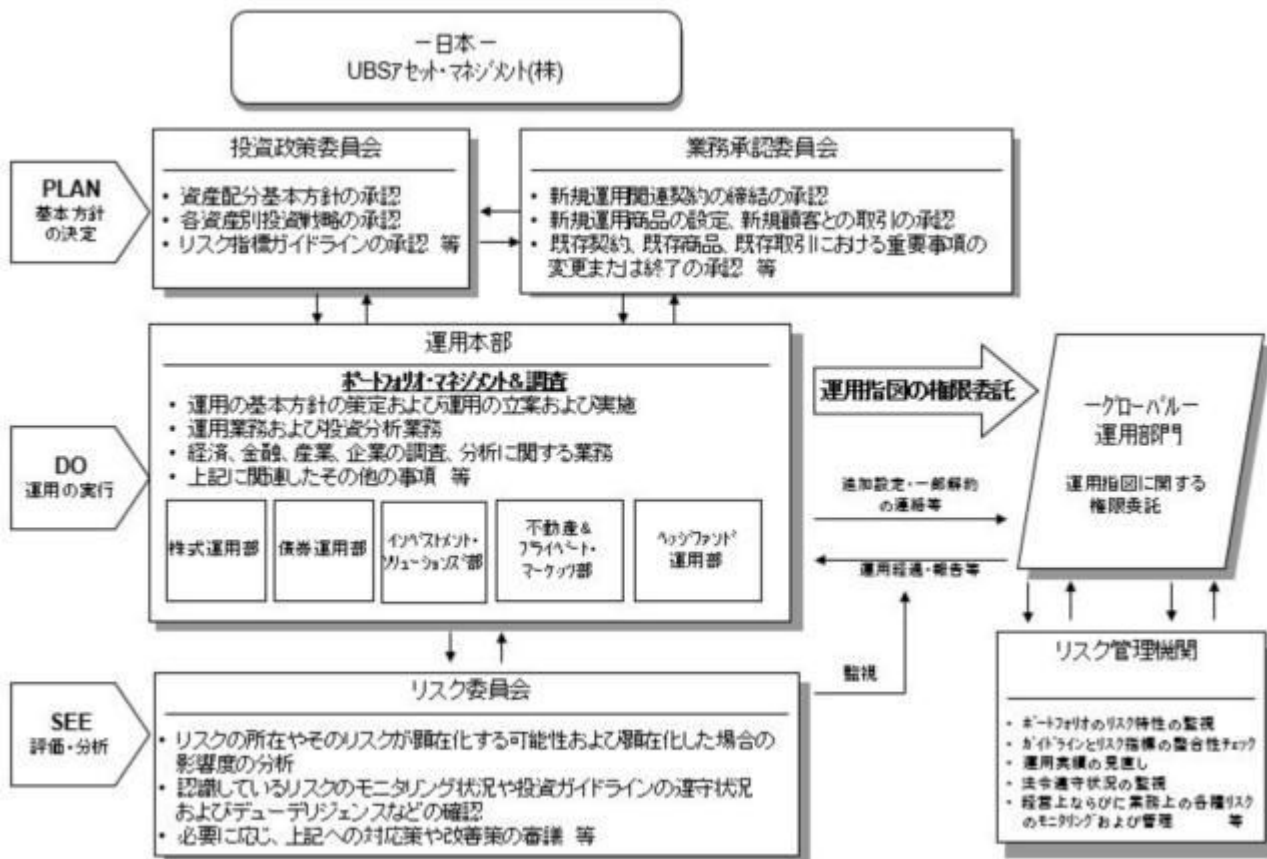 －日本－
UBSアセット・マネジメント(株)
投資政策委員会
・ 資産配分基本方針の承認
・ 各資産別投資戦略の承認
・ リスク指標ガイドラインの承認 等
業務承認委員会
・ 新規運用関連契約の締結の承認
・ 新規運用商品の設定、新規顧客との取引の承認
・ 既存契約、既存商品、既存取引における重要事項の
変更または終了の承認 等
PLAN
基本方針
の決定
運用本部
ポートフォリオ・マネジメント&調査
・ 運用の基本方針の策定および運用の立案および実施
・ 運用業務および投資分析業務
・ 経済、金融、産業、企業の調査、分析に関する業務
・ 上記に関連したその他の事項 等
DO
運用の実行
株式運用部
債券運用部
インベストメント・
ソリューションズ部
不動産&
プライベート・
マーケッツ部
ヘッジファンド
運用部
運用指図の権限委託
追加設定・一部解約
の連絡等
運用経過・報告等
－グローバル－
運用部門
運用指図に関する
権限委託
監視
SEE
評価・分析
リスク委員会
・ リスクの所在やそのリスクが顕在化する可能性および顕在化した場合の
影響度の分析
・ 認識しているリスクのモニタリング状況や投資ガイドラインの遵守状況
およびデューデリジェンスなどの確認
・ 必要に応じ、上記への対応策や改善策の審議 等
リスク管理機関
・ ポートフォリオのリスク特性の監視
・ ガイドラインとリスク指標の整合性チェック
・ 運用実績の見直し
・ 法令遵守状況の監視
・ 経営上ならびに業務上の各種リスク
のモニタリングおよび管理 等